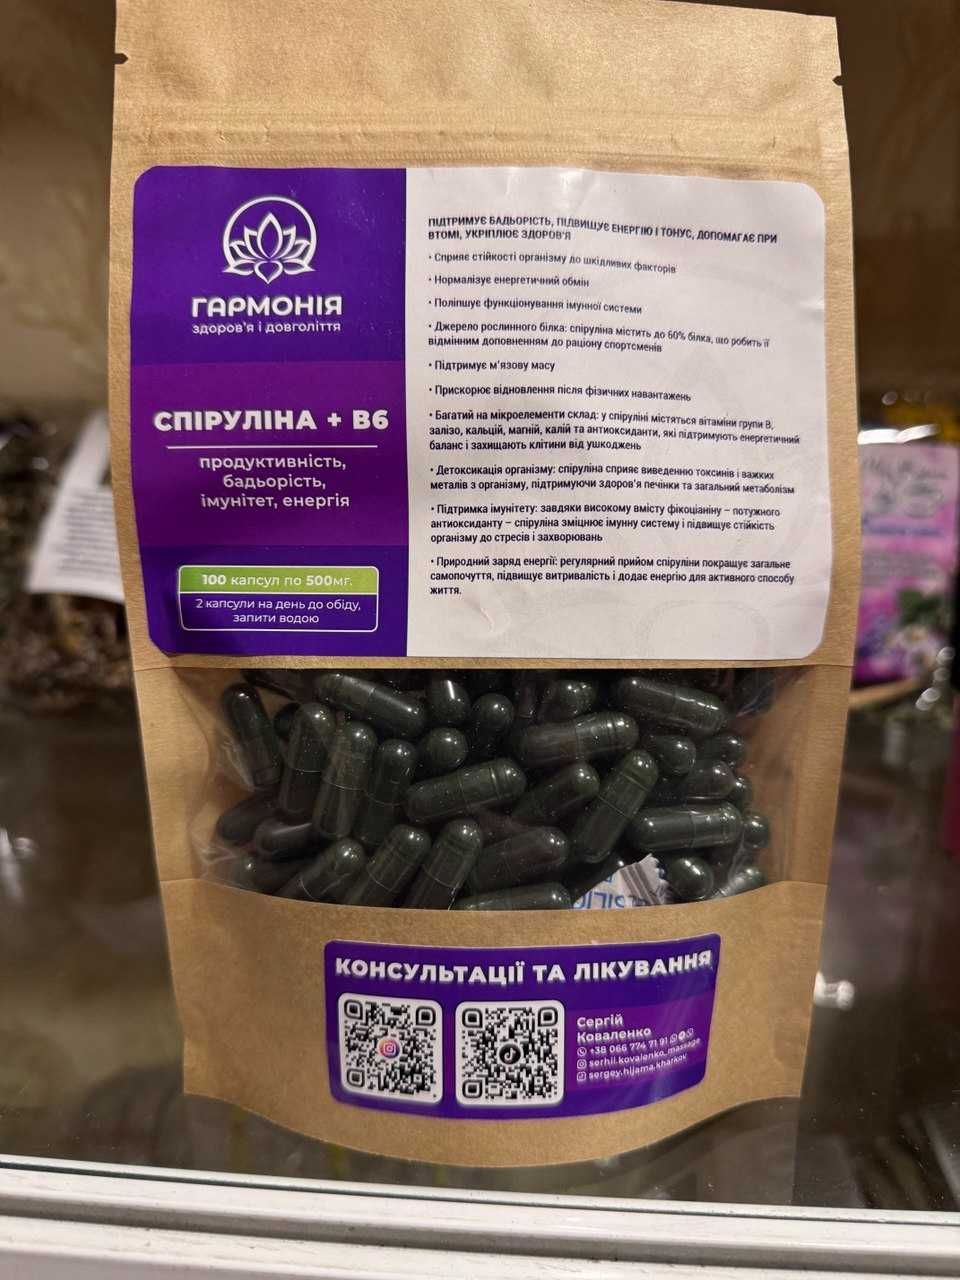 ГАРМОНІЯ
здоров'я і довголіття
СПІРУЛІНА + В6
продуктивність,
бадьорість,
імунітет, енергія
100 капсул по 500мг.
2 капсули на день до обіду,
запити водою
ПІДТРИМУЄ БАДЬОРІСТЬ, ПІДВИЩУЄ ЕНЕРГІЮ І ТОНУС, ДОПОМАГАЄ ПРИ
ВТОМІ, УКРІПЛЮЄ ЗДОРОВ'Я
• Сприяє стійкості організму до шкідливих факторів
• Нормалізує енергетичний обмін
• Поліпшує функціонування імунної системи
• Джерело рослинного білка: спіруліна містить до 60% білка, що робить її
відмінним доповненням до раціону спортсменів
• Підтримує м'язову масу
• Прискорює відновлення після фізичних навантажень
• Багатий на мікроелементи склад: у спіруліні містяться вітаміни групи В,
залізо, кальцій, магній, калій та антиоксиданти, які підтримують енергетичний
баланс і захищають клітини від ушкоджень
• Детоксикація організму: спіруліна сприяє виведенню токсинів і важких
металів з організму, підтримуючи здоров'я печінки та загальний метаболізм
• Підтримка імунітету: завдяки високому вмісту фікоціаніну – потужного
антиоксиданту – спіруліна зміцнює імунну систему і підвищує стійкість
організму до стресів і захворювань
• Природний заряд енергії: регулярний прийом спіруліни покращує загальне
самопочуття, підвищує витривалість і додає енергію для активного способу
життя.
КОНСУЛЬТАЦІЇ ТА ЛІКУВАННЯ
Сергій
Коваленко
+38 066 774 71 91
serhii.kovalenko_massage
sergey.hijama.kharkov